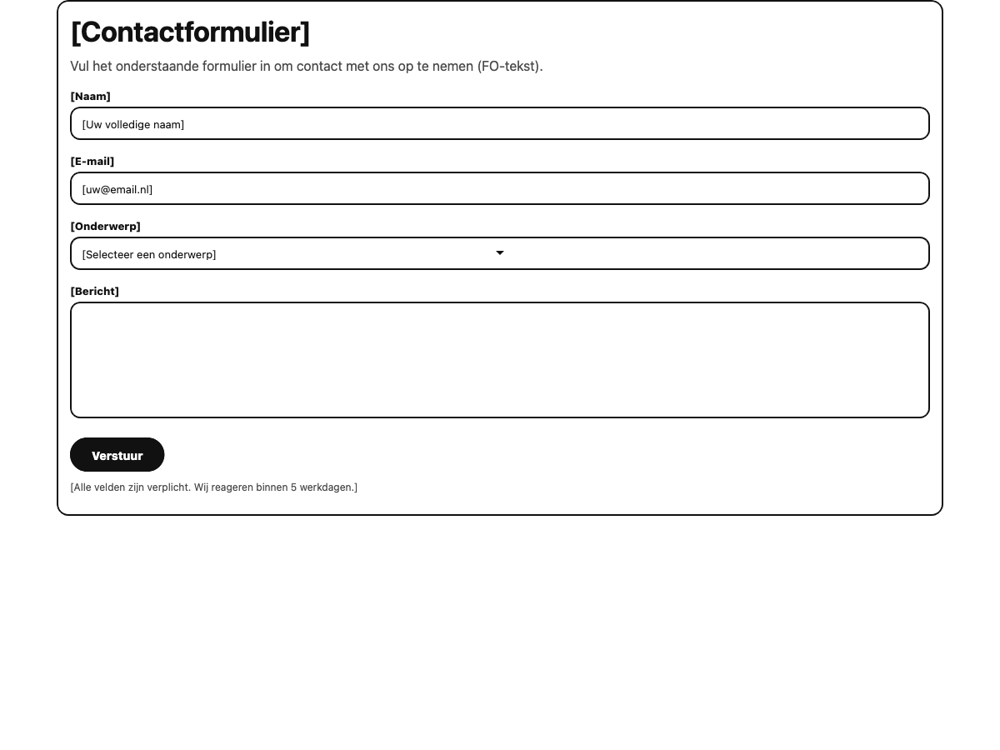 [Contactformulier]
Vul het onderstaande formulier in om contact met ons op te nemen (FO-tekst).
[Naam]
[Uw volledige naam]
[E-mail]
[uw@email.nl]
[Onderwerp]
[Selecteer een onderwerp]
[Bericht]
Verstuur
[Alle velden zijn verplicht. Wij reageren binnen 5 werkdagen.]